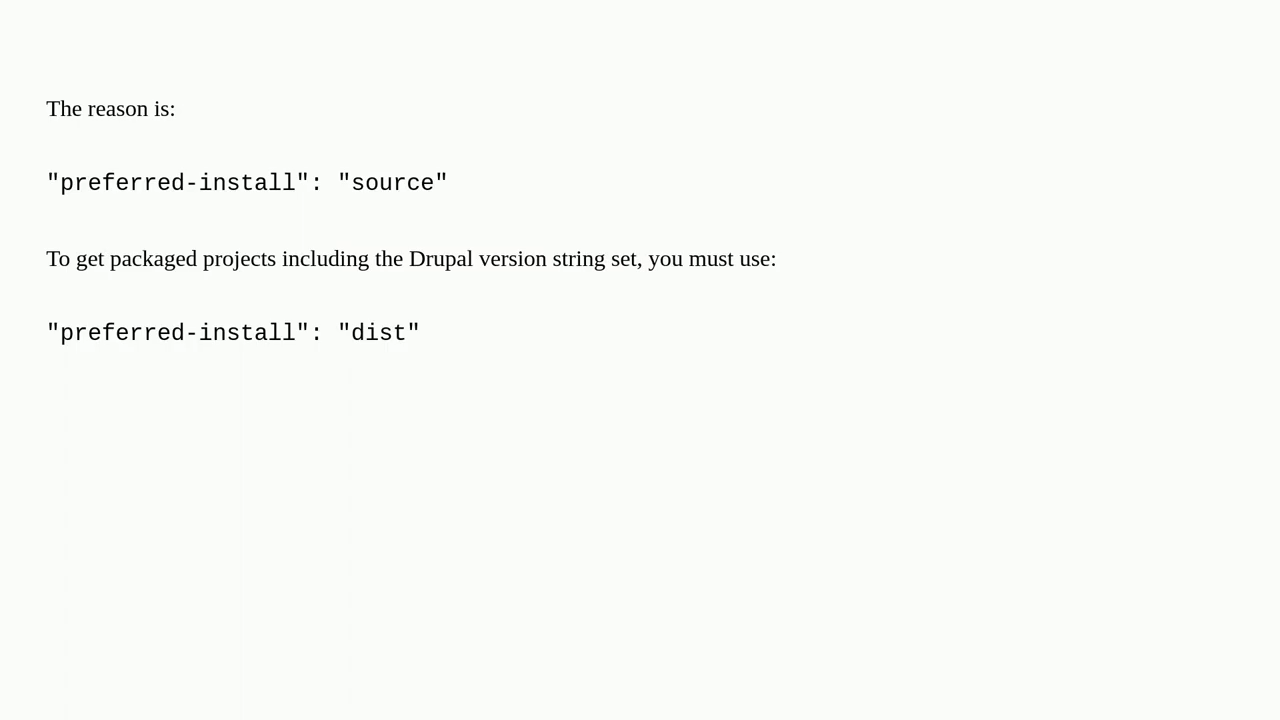 The reason is:
"preferred-install": "source"
To get packaged projects including the Drupal version string set, you must use:
"preferred-install": "dist"